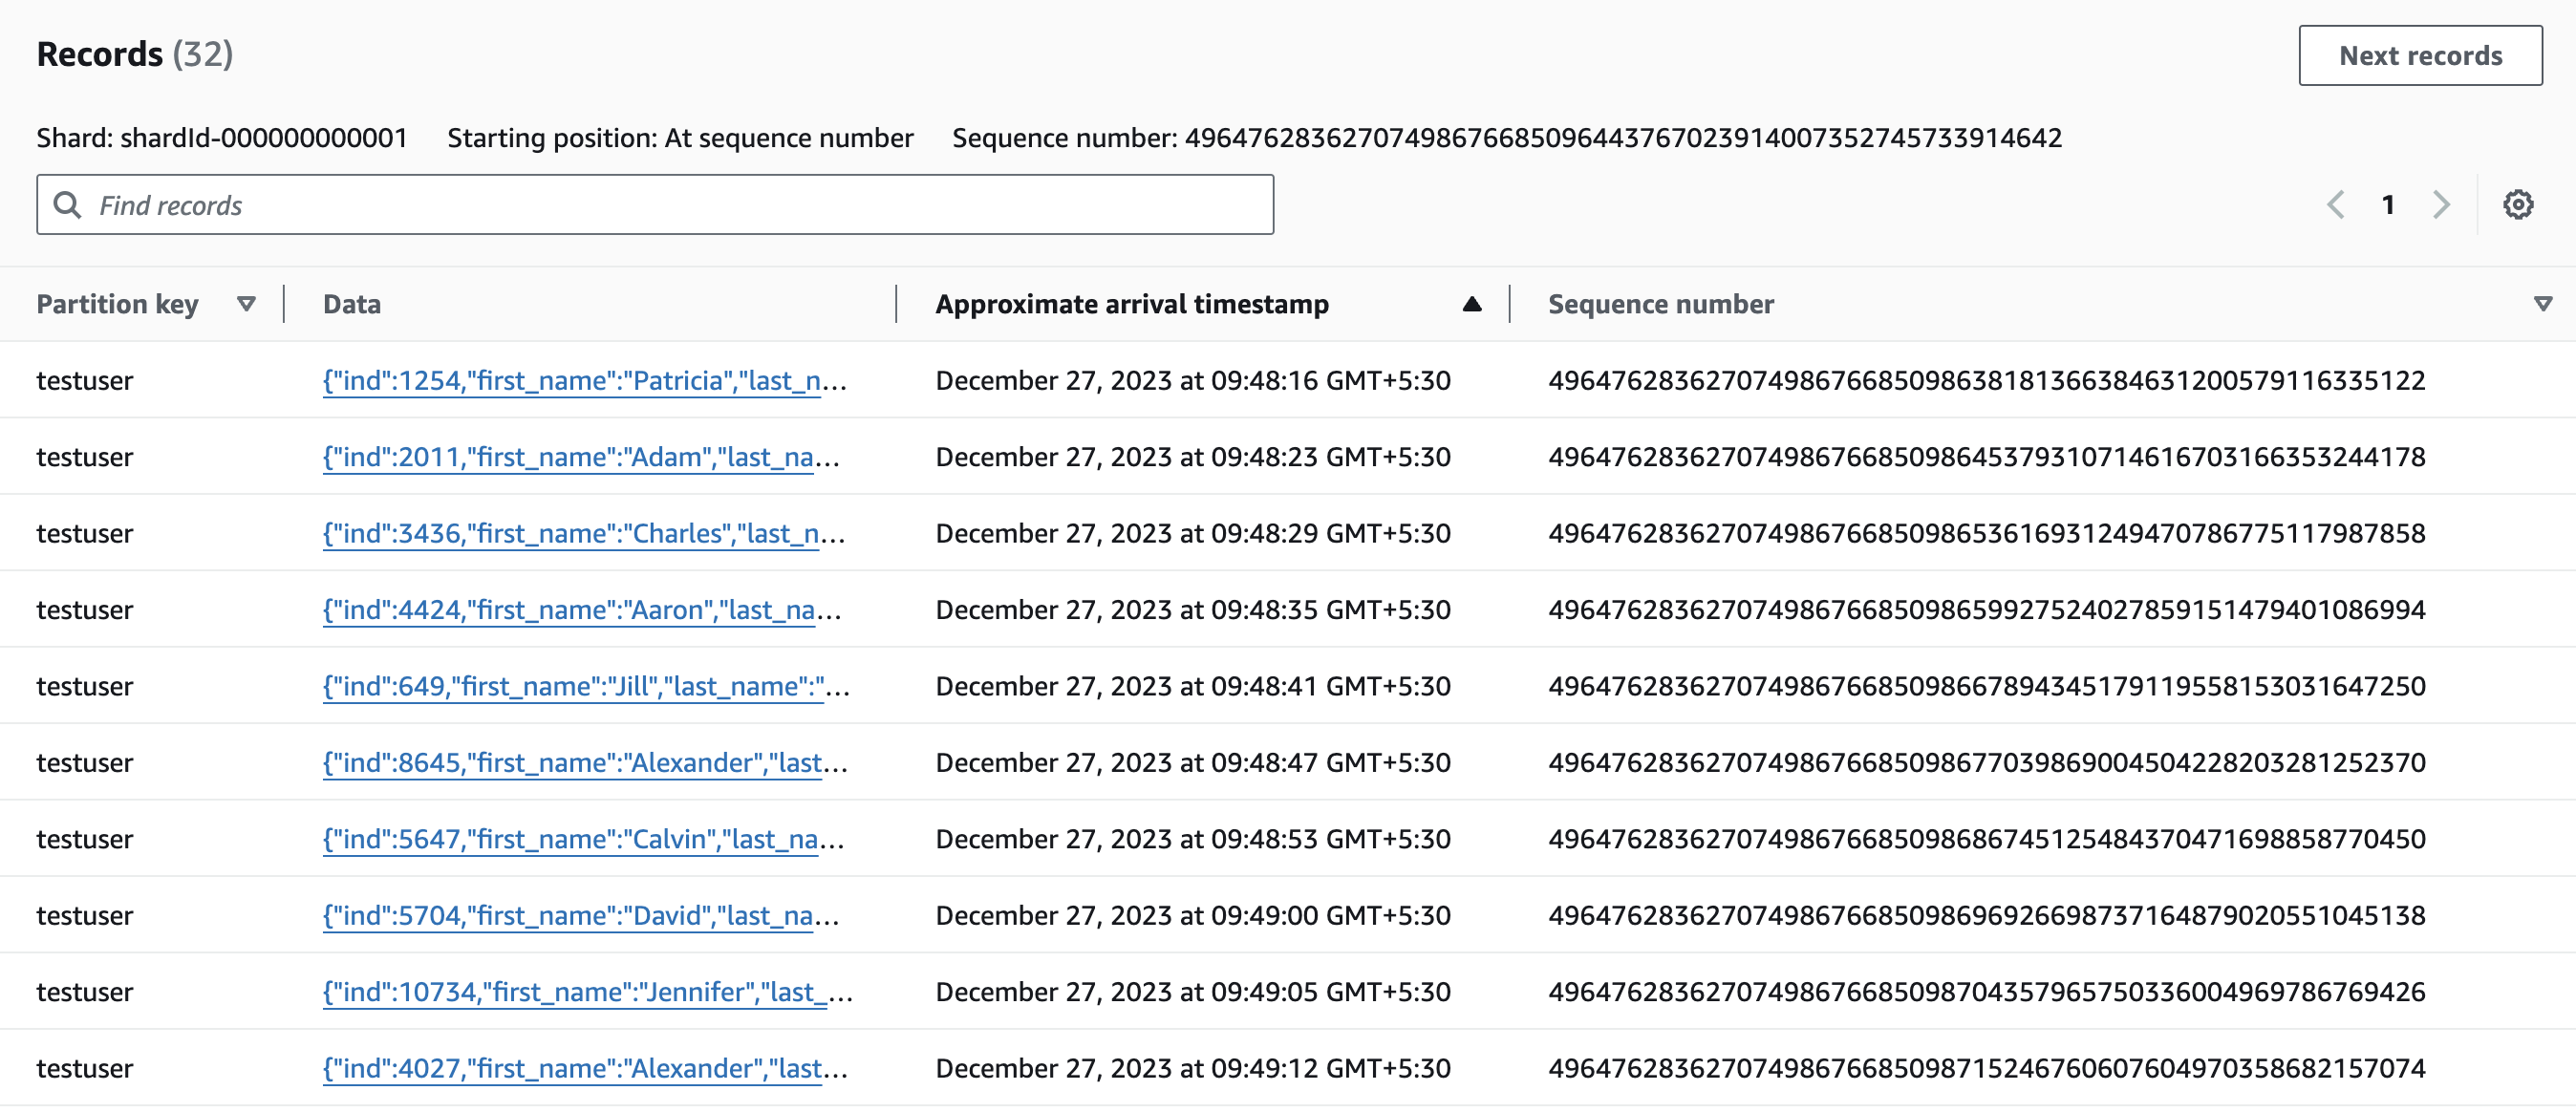 Records (32)
Next records
Shard: shardId-000000000001 Starting position: At sequence number Sequence number: 49647628362707498676685096443767023914007352745733914642
Find records
1
Partition key Data Approximate arrival timestamp Sequence number
testuser {"ind":1254,"first_name":"Patricia","last_n... December 27, 2023 at 09:48:16 GMT+5:30 49647628362707498676685098638181366384631200579116335122
testuser {"ind":2011,"first_name":"Adam","last_na... December 27, 2023 at 09:48:23 GMT+5:30 49647628362707498676685098645379310714616703166353244178
testuser {"ind":3436,"first_name":"Charles","last_n... December 27, 2023 at 09:48:29 GMT+5:30 49647628362707498676685098653616931249470786775117987858
testuser {"ind":4424,"first_name":"Aaron","last_na... December 27, 2023 at 09:48:35 GMT+5:30 49647628362707498676685098659927524027859151479401086994
testuser {"ind":649,"first_name":"Jill","last_name":"... December 27, 2023 at 09:48:41 GMT+5:30 49647628362707498676685098667894345179119558153031647250
testuser {"ind":8645,"first_name":"Alexander","last... December 27, 2023 at 09:48:47 GMT+5:30 49647628362707498676685098677039869004504228203281252370
testuser {"ind":5647,"first_name":"Calvin","last_na... December 27, 2023 at 09:48:53 GMT+5:30 49647628362707498676685098686745125484370471698858770450
testuser {"ind":5704,"first_name":"David","last_na... December 27, 2023 at 09:49:00 GMT+5:30 49647628362707498676685098696926698737164879020551045138
testuser {"ind":10734,"first_name":"Jennifer","last_... December 27, 2023 at 09:49:05 GMT+5:30 49647628362707498676685098704357965750336004969786769426
testuser {"ind":4027,"first_name":"Alexander","last... December 27, 2023 at 09:49:12 GMT+5:30 49647628362707498676685098715246760607604970358682157074